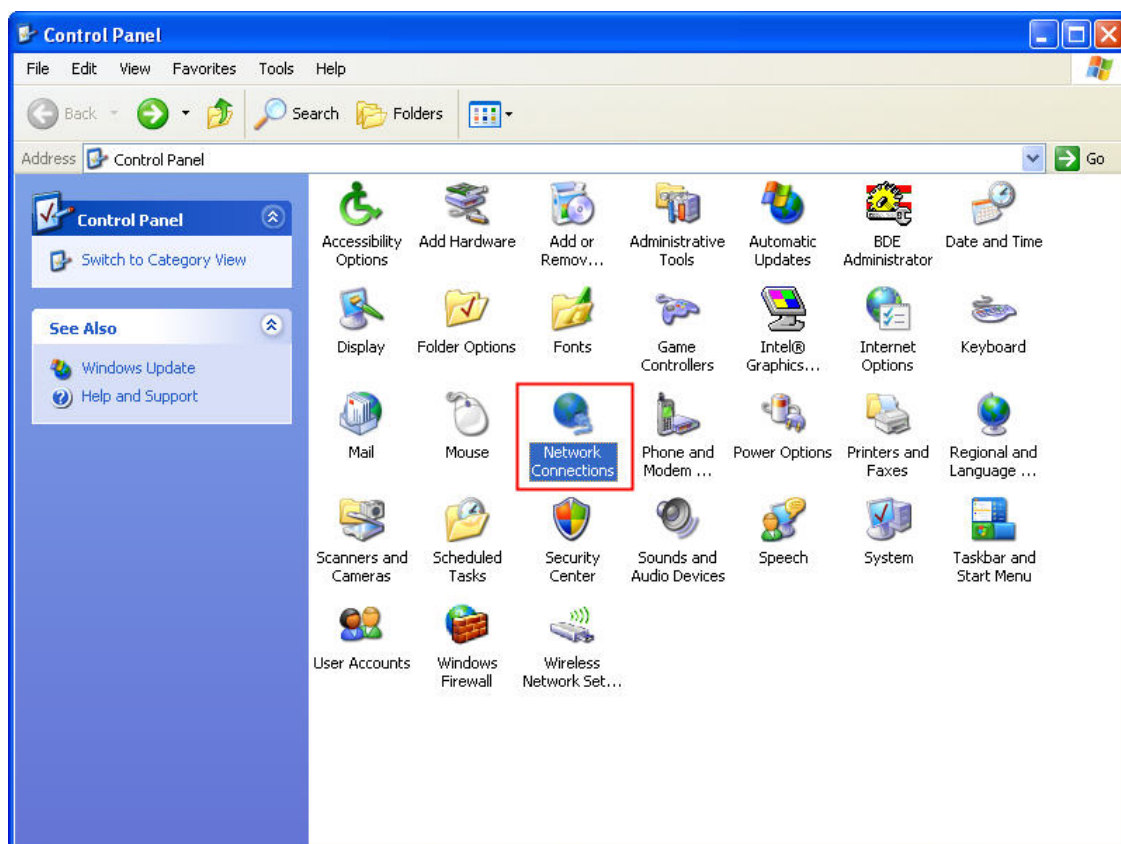 Control Panel
File Edit View Favorites Tools Help
Back Search Folders
Address Control Panel Go
Control Panel
Switch to Category View
See Also
Windows Update
Help and Support
Accessibility Options
Add Hardware
Add or Remov...
Administrative Tools
Automatic Updates
BDE Administrator
Date and Time
Display
Folder Options
Fonts
Game Controllers
Intel® Graphics...
Internet Options
Keyboard
Mail
Mouse
Network Connections
Phone and Modem ...
Power Options
Printers and Faxes
Regional and Language ...
Scanners and Cameras
Scheduled Tasks
Security Center
Sounds and Audio Devices
Speech
System
Taskbar and Start Menu
User Accounts
Windows Firewall
Wireless Network Set...